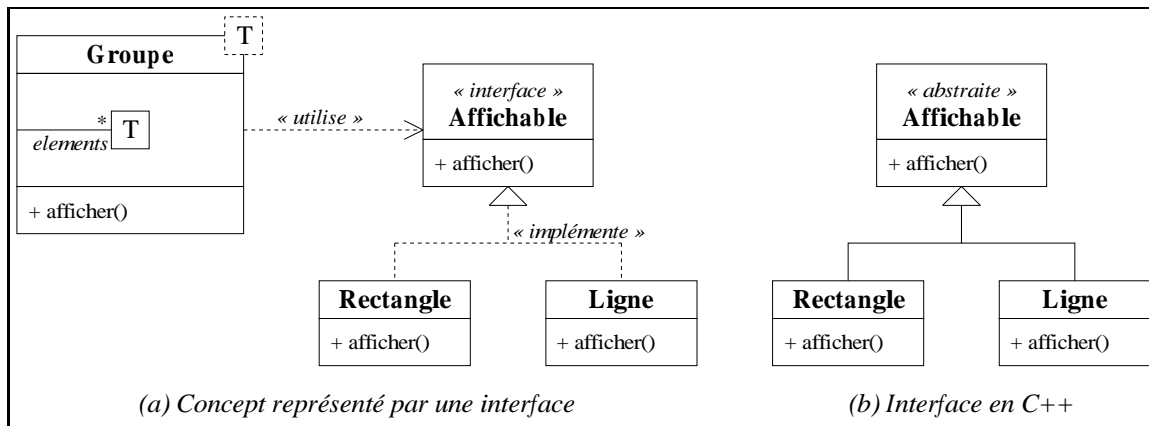 T
Groupe
*
T
elements
+ afficher()
« utilise »
« interface »
Affichable
+ afficher()
« implémente »
Rectangle
+ afficher()
Ligne
+ afficher()
(a) Concept représenté par une interface
« abstraite »
Affichable
+ afficher()
Rectangle
+ afficher()
Ligne
+ afficher()
(b) Interface en C++